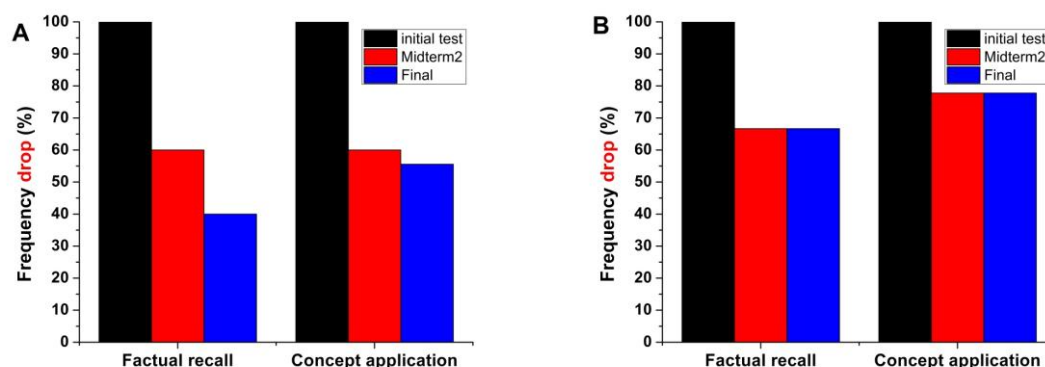 A
Frequency drop (%)
100
90
80
70
60
50
40
30
20
10
0
initial test
Midterm2
Final
Factual recall
Concept application
B
Frequency drop (%)
100
90
80
70
60
50
40
30
20
10
0
initial test
Midterm2
Final
Factual recall
Concept application